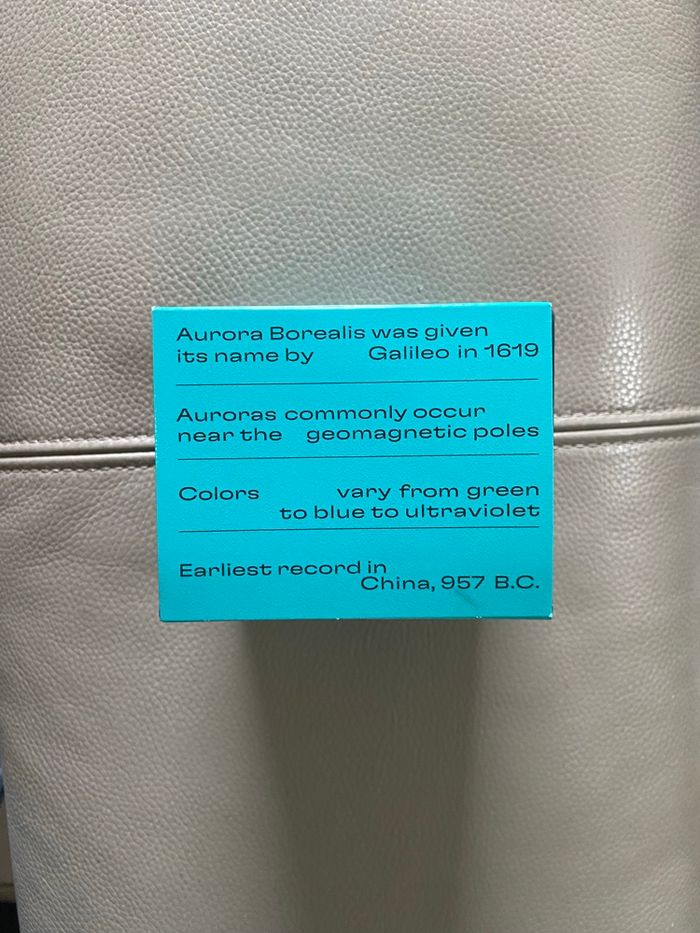 Aurora Borealis was given
its name by Galileo in 1619
Auroras commonly occur
near the geomagnetic poles
Colors vary from green
to blue to ultraviolet
Earliest record in
China, 957 B.C.